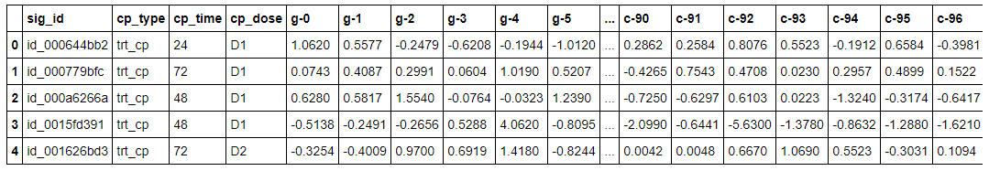 sig_id cp_type cp_time cp_dose g-0 g-1 g-2 g-3 g-4 g-5 ... c-90 c-91 c-92 c-93 c-94 c-95 c-96
0 id_000644bb2 trt_cp 24 D1 1.0620 0.5577 -0.2479 -0.6208 -0.1944 -1.0120 ... 0.2862 0.2584 0.8076 0.5523 -0.1912 0.6584 -0.3981
1 id_000779bfc trt_cp 72 D1 0.0743 0.4087 0.2991 0.0604 1.0190 0.5207 ... -0.4265 0.7543 0.4708 0.0230 0.2957 0.4899 0.1522
2 id_000a6266a trt_cp 48 D1 0.6280 0.5817 1.5540 -0.0764 -0.0323 1.2390 ... -0.7250 -0.6297 0.6103 0.0223 -1.3240 -0.3174 -0.6417
3 id_0015fd391 trt_cp 48 D1 -0.5138 -0.2491 -0.2656 0.5288 4.0620 -0.8095 ... -2.0990 -0.6441 -5.6300 -1.3780 -0.8632 -1.2880 -1.6210
4 id_001626bd3 trt_cp 72 D2 -0.3254 -0.4009 0.9700 0.6919 1.4180 -0.8244 ... 0.0042 0.0048 0.6670 1.0690 0.5523 -0.3031 0.1094